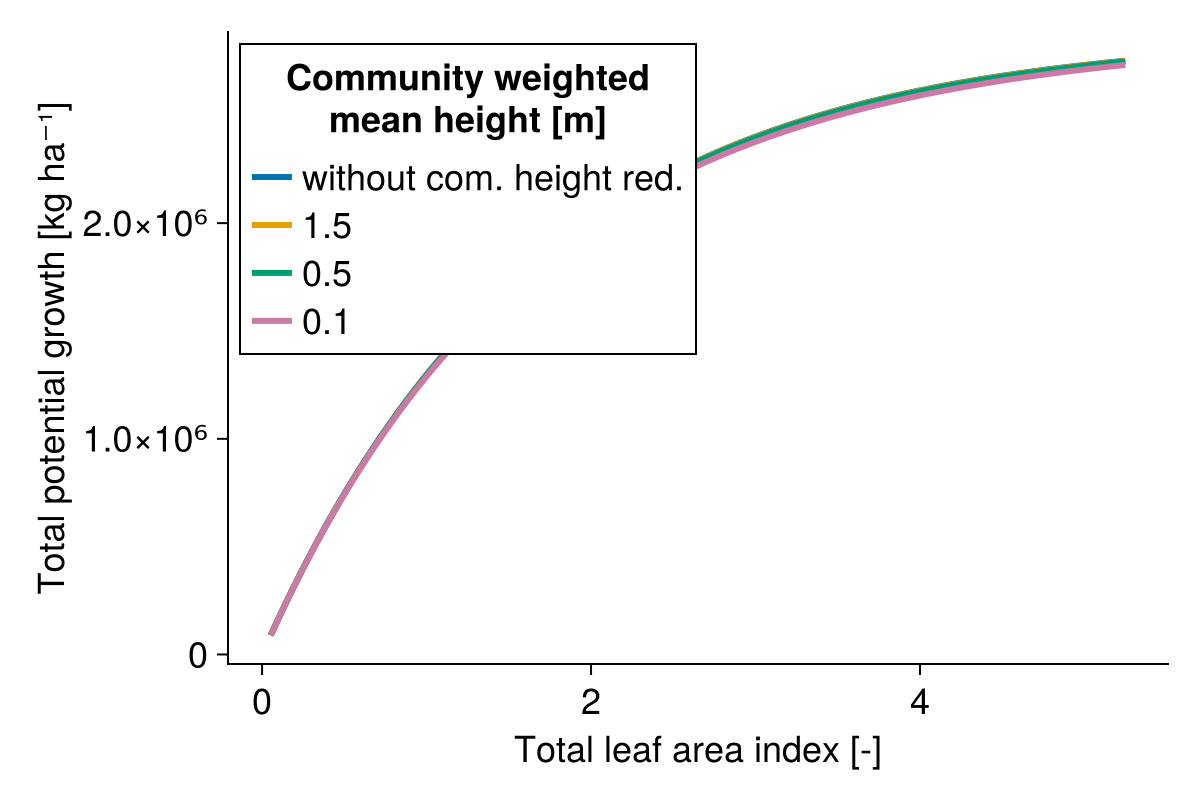 Community weighted
mean height [m]
without com. height red.
1.5
0.5
0.1
Total potential growth [kg ha⁻¹]
2.0×10⁶
1.0×10⁶
0
0 2 4
Total leaf area index [-]